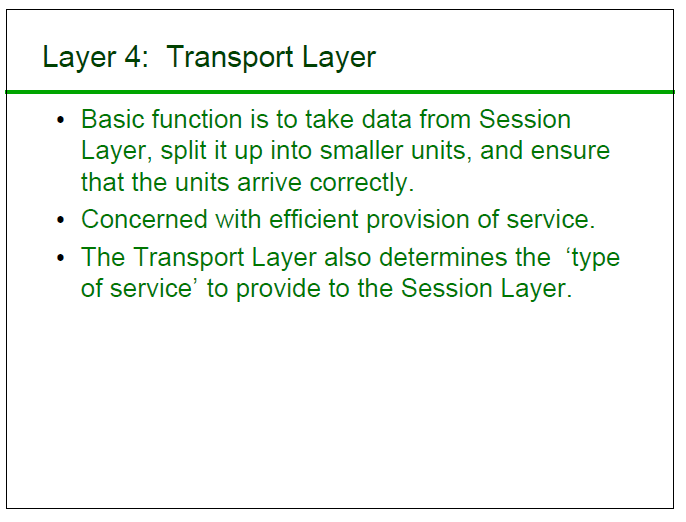 Layer 4:  Transport Layer
• Basic function is to take data from Session
Layer, split it up into smaller units, and ensure
that the units arrive correctly.
• Concerned with efficient provision of service.
• The Transport Layer also determines the  ‘type
of service’ to provide to the Session Layer.